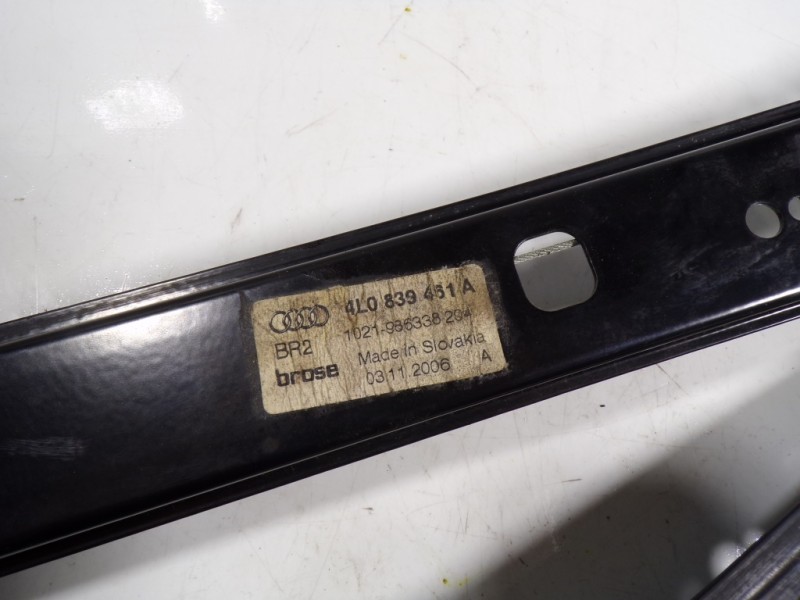 4L0 839 461 A
1021-986338 204
BR2
Made in Slovakia
brose
03.11.2006 A